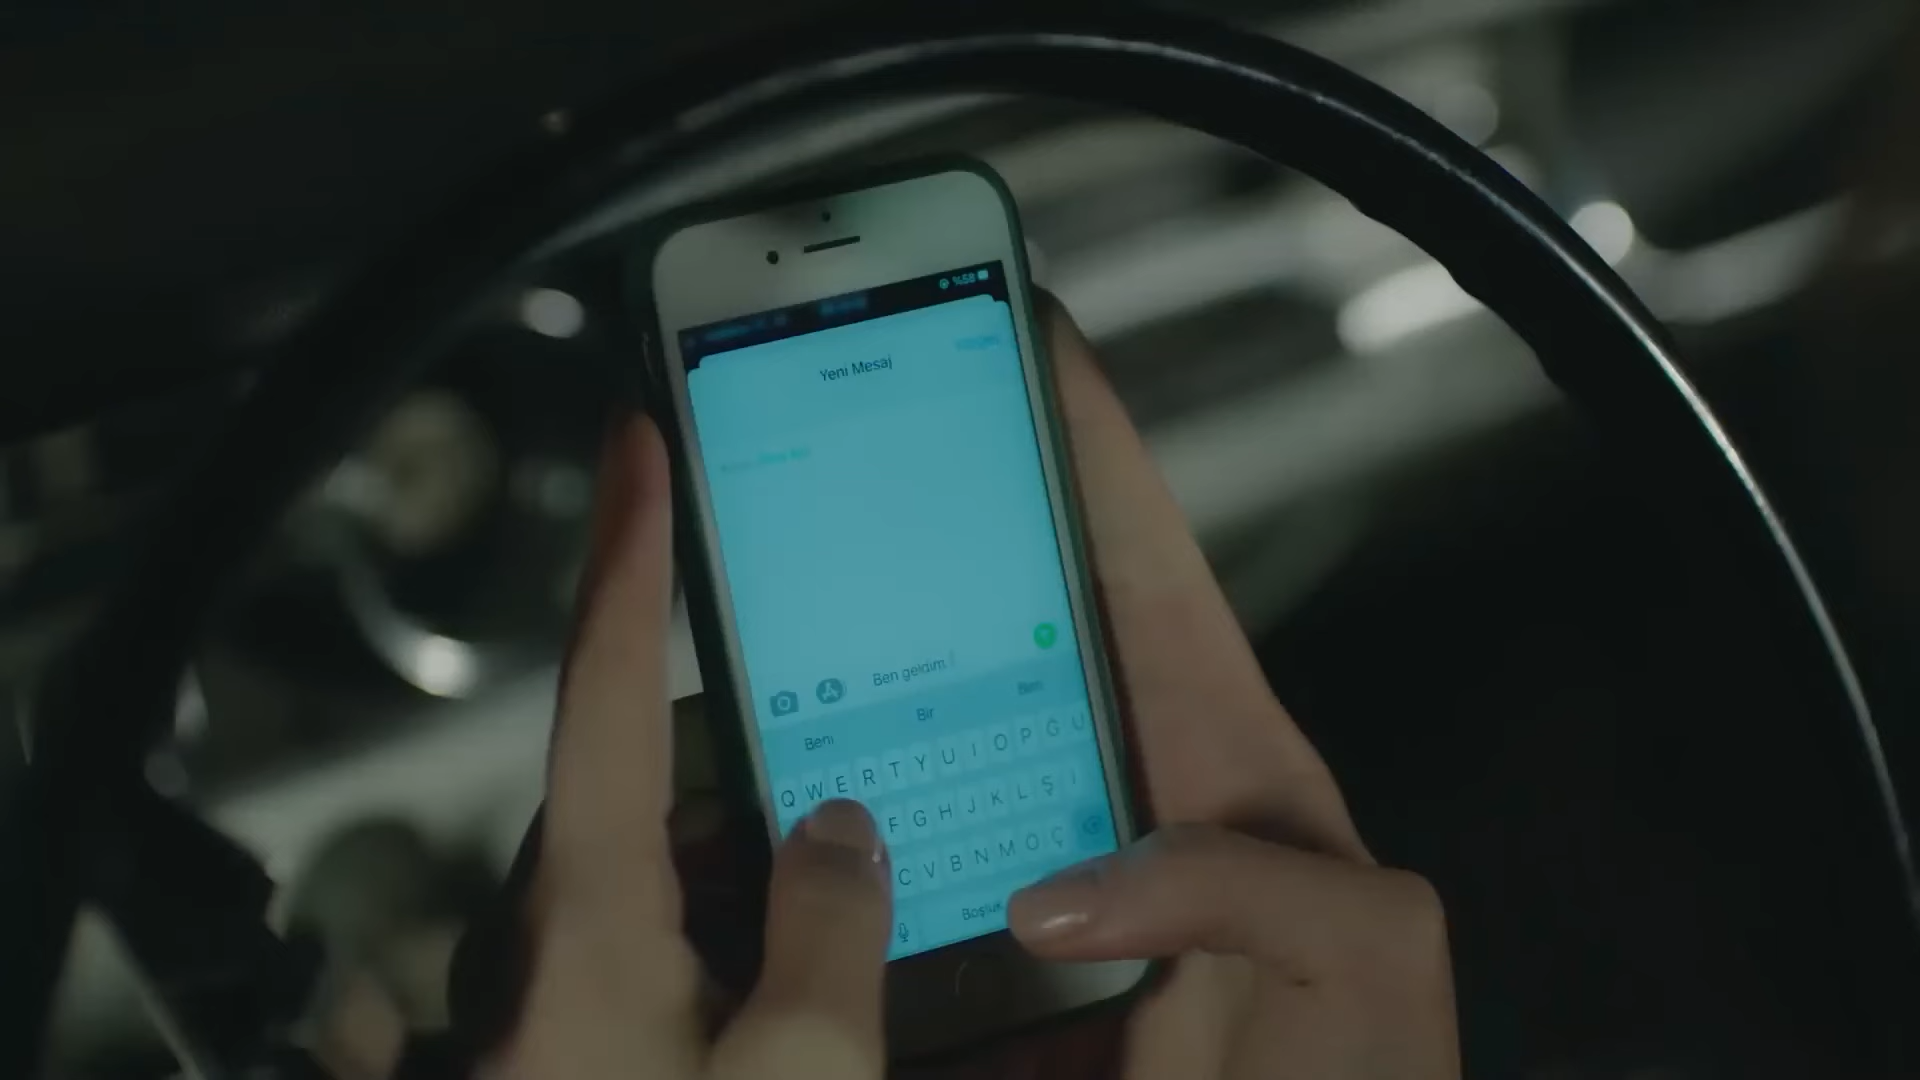 %58
Yeni Mesaj
Ben geldim
Beni Bir Ben
Q W E R T Y U I O P Ğ Ü
F G H J K L Ş İ
C V B N M Ö Ç
Boşluk